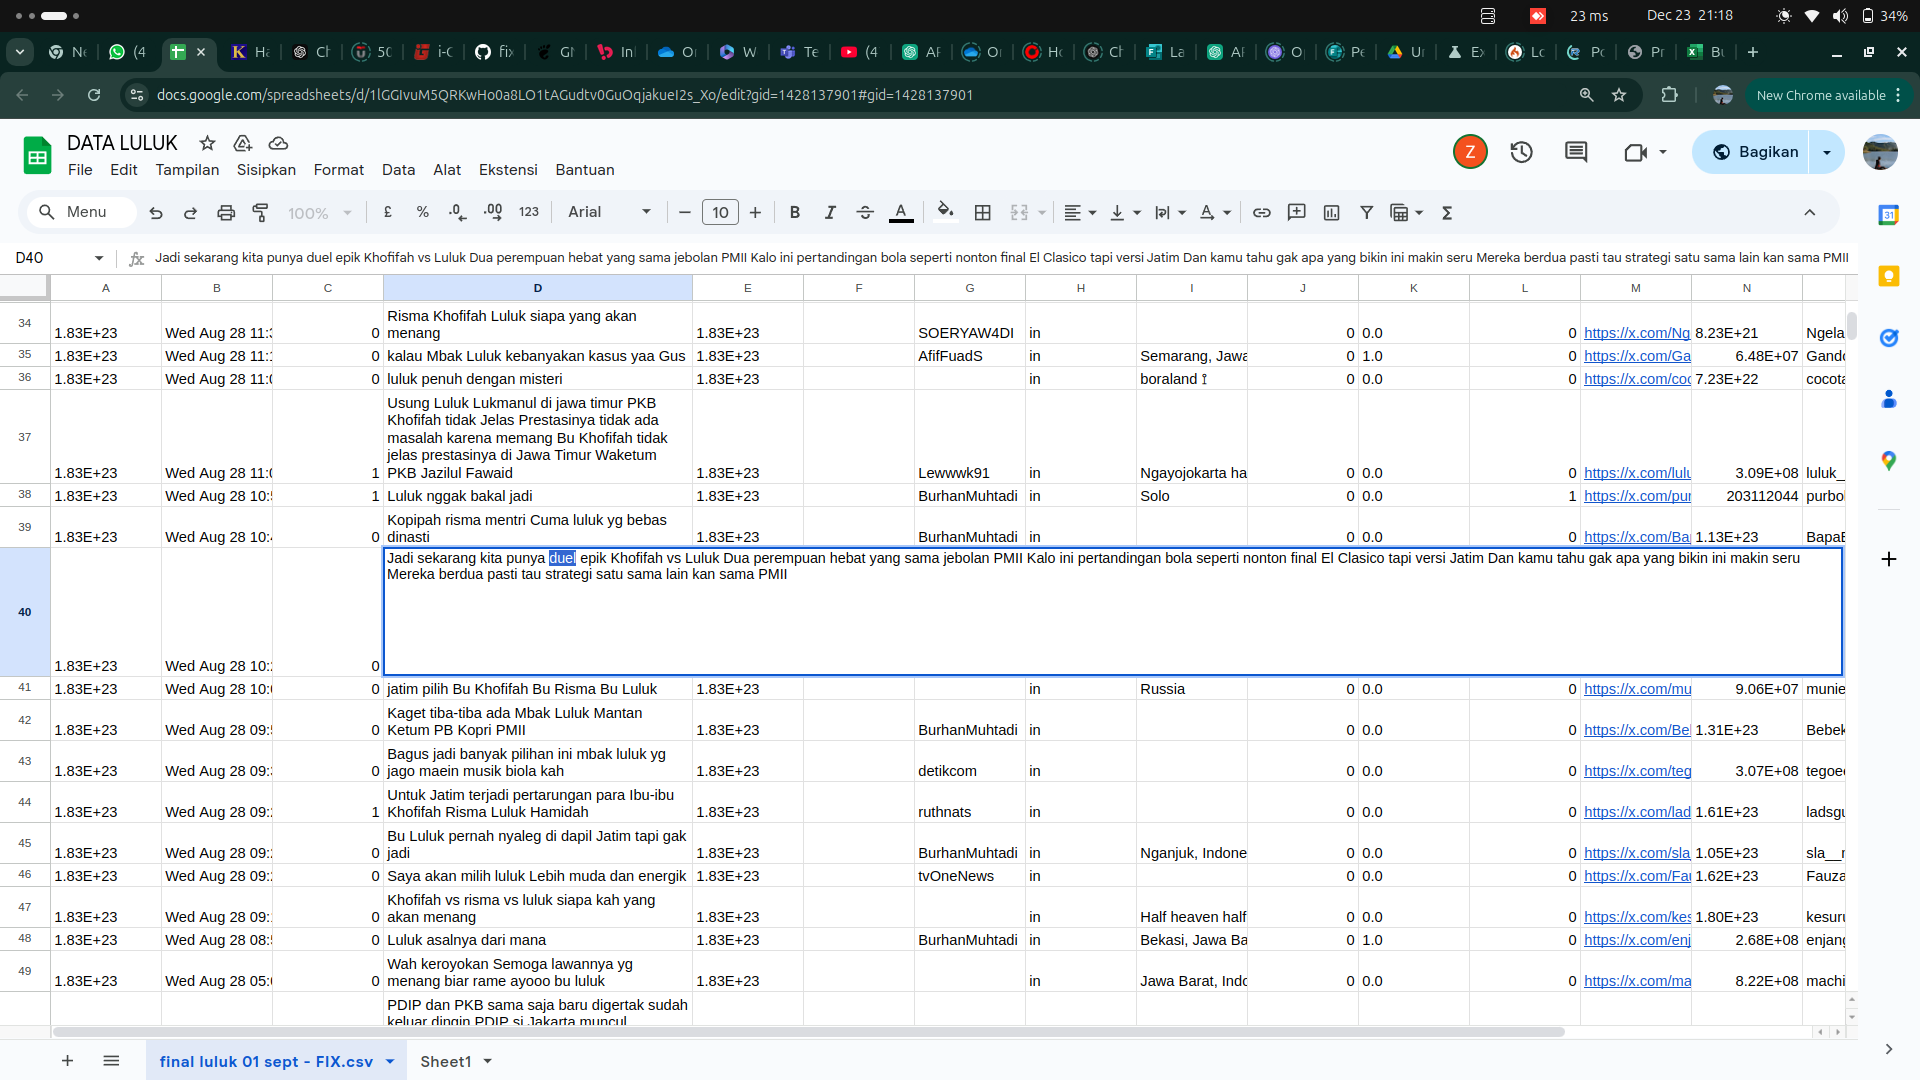 23 ms
Dec 23 21:18
34%
docs.google.com/spreadsheets/d/1lGGIvuM5QRKwHo0a8LO1tAGudtv0GuOqjakueI2s_Xo/edit?gid=1428137901#gid=1428137901
New Chrome available
DATA LULUK
File Edit Tampilan Sisipkan Format Data Alat Ekstensi Bantuan
Z
Bagikan
Menu 100% £ % .0 .00 123 Arial 10
D40
Jadi sekarang kita punya duel epik Khofifah vs Luluk Dua perempuan hebat yang sama jebolan PMII Kalo ini pertandingan bola seperti nonton final El Clasico tapi versi Jatim Dan kamu tahu gak apa yang bikin ini makin seru Mereka berdua pasti tau strategi satu sama lain kan sama PMII
A B C D E F G H I J K L M N
Risma Khofifah Luluk siapa yang akan
34 1.83E+23 Wed Aug 28 11: 0 menang 1.83E+23 SOERYAW4DI in 0 0.0 0 https://x.com/Ng 8.23E+21 Ngela
35 1.83E+23 Wed Aug 28 11: 0 kalau Mbak Luluk kebanyakan kasus yaa Gus 1.83E+23 AfifFuadS in Semarang, Jawa 0 1.0 0 https://x.com/Ga 6.48E+07 Gando
36 1.83E+23 Wed Aug 28 11:0 0 luluk penuh dengan misteri 1.83E+23 in boraland 0 0.0 0 https://x.com/coc 7.23E+22 cocota
Usung Luluk Lukmanul di jawa timur PKB
Khofifah tidak Jelas Prestasinya tidak ada
masalah karena memang Bu Khofifah tidak
jelas prestasinya di Jawa Timur Waketum
37 1.83E+23 Wed Aug 28 11:0 1 PKB Jazilul Fawaid 1.83E+23 Lewwwk91 in Ngayojokarta ha 0 0.0 0 https://x.com/lulu 3.09E+08 luluk_
38 1.83E+23 Wed Aug 28 10: 1 Luluk nggak bakal jadi 1.83E+23 BurhanMuhtadi in Solo 0 0.0 1 https://x.com/pur 203112044 purbol
Kopipah risma mentri Cuma luluk yg bebas
39 1.83E+23 Wed Aug 28 10: 0 dinasti 1.83E+23 BurhanMuhtadi in 0 0.0 0 https://x.com/Ba 1.13E+23 BapaB
Jadi sekarang kita punya duel epik Khofifah vs Luluk Dua perempuan hebat yang sama jebolan PMII Kalo ini pertandingan bola seperti nonton final El Clasico tapi versi Jatim Dan kamu tahu gak apa yang bikin ini makin seru
Mereka berdua pasti tau strategi satu sama lain kan sama PMII
40 1.83E+23 Wed Aug 28 10: 0
41 1.83E+23 Wed Aug 28 10:0 0 jatim pilih Bu Khofifah Bu Risma Bu Luluk 1.83E+23 in Russia 0 0.0 0 https://x.com/mu 9.06E+07 munie
Kaget tiba-tiba ada Mbak Luluk Mantan
42 1.83E+23 Wed Aug 28 09: 0 Ketum PB Kopri PMII 1.83E+23 BurhanMuhtadi in 0 0.0 0 https://x.com/Be 1.31E+23 Bebek
Bagus jadi banyak pilihan ini mbak luluk yg
43 1.83E+23 Wed Aug 28 09: 0 jago maein musik biola kah 1.83E+23 detikcom in 0 0.0 0 https://x.com/teg 3.07E+08 tegoe
Untuk Jatim terjadi pertarungan para Ibu-ibu
44 1.83E+23 Wed Aug 28 09: 1 Khofifah Risma Luluk Hamidah 1.83E+23 ruthnats in 0 0.0 0 https://x.com/lad 1.61E+23 ladsgu
Bu Luluk pernah nyaleg di dapil Jatim tapi gak
45 1.83E+23 Wed Aug 28 09: 0 jadi 1.83E+23 BurhanMuhtadi in Nganjuk, Indone 0 0.0 0 https://x.com/sla 1.05E+23 sla__
46 1.83E+23 Wed Aug 28 09: 0 Saya akan milih luluk Lebih muda dan energik 1.83E+23 tvOneNews in 0 0.0 0 https://x.com/Fau 1.62E+23 Fauza
Khofifah vs risma vs luluk siapa kah yang
47 1.83E+23 Wed Aug 28 09: 0 akan menang 1.83E+23 in Half heaven half 0 0.0 0 https://x.com/kes 1.80E+23 kesuru
48 1.83E+23 Wed Aug 28 08: 0 Luluk asalnya dari mana 1.83E+23 BurhanMuhtadi in Bekasi, Jawa Ba 0 1.0 0 https://x.com/enj 2.68E+08 enjang
Wah keroyokan Semoga lawannya yg
49 1.83E+23 Wed Aug 28 05:0 0 menang biar rame ayooo bu luluk 1.83E+23 in Jawa Barat, Indo 0 0.0 0 https://x.com/ma 8.22E+08 machi
PDIP dan PKB sama saja baru digertak sudah
keluar dingin PDIP si Jakarta muncul
final luluk 01 sept - FIX.csv Sheet1